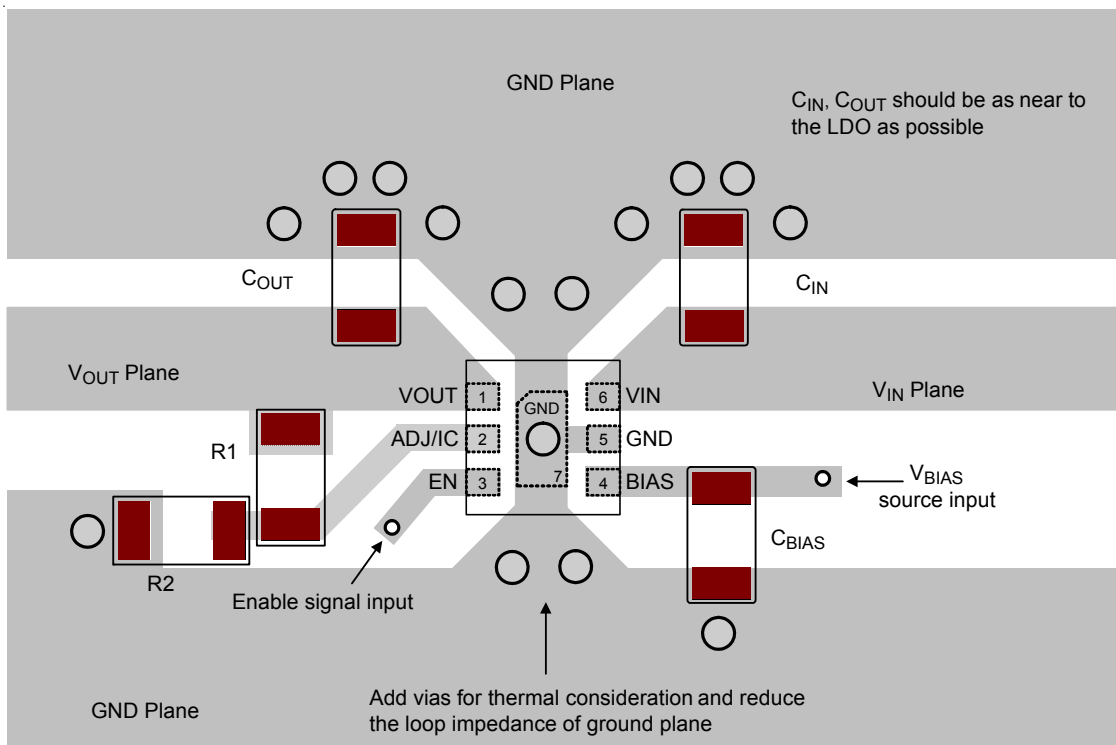 GND Plane
CIN, COUT should be as near to
the LDO as possible
COUT
CIN
VOUT Plane
VIN Plane
VOUT
1
GND
6
VIN
R1
ADJ/IC
2
5
GND
EN
3
7
4
BIAS
VBIAS
source input
CBIAS
R2
Enable signal input
Add vias for thermal consideration and reduce
the loop impedance of ground plane
GND Plane